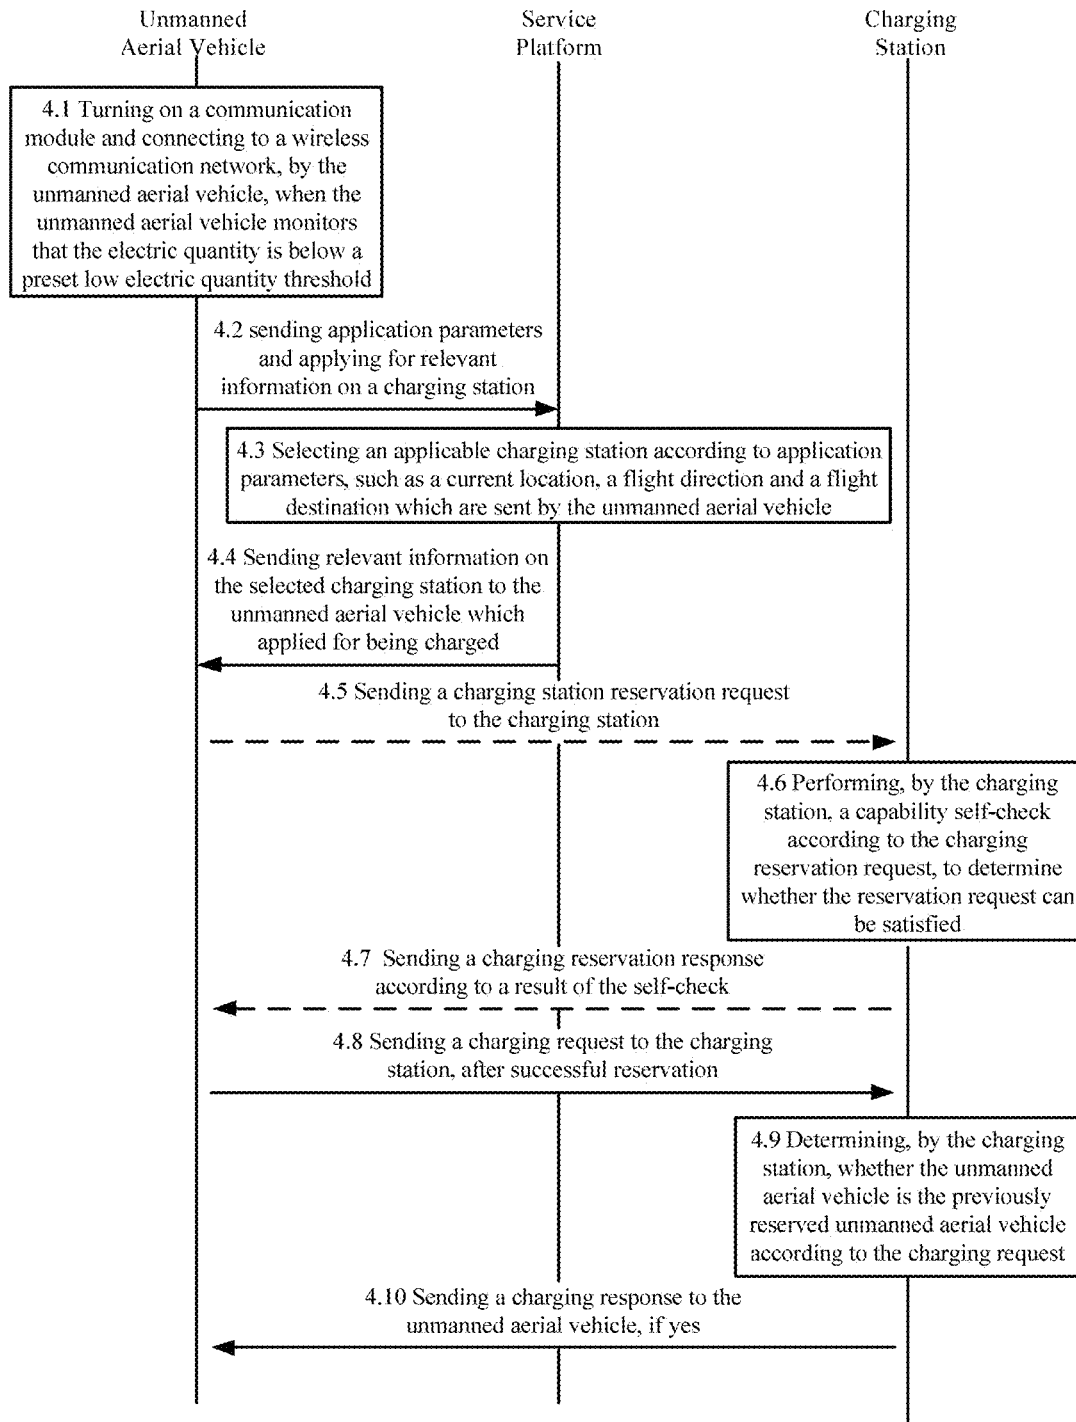 Unmanned
Aerial Vehicle
Service
Platform
Charging
Station
4.1 Turning on a communication
module and connecting to a wireless
communication network, by the
unmanned aerial vehicle, when the
unmanned aerial vehicle monitors
that the electric quantity is below a
preset low electric quantity threshold
4.2 sending application parameters
and applying for relevant
information on a charging station
4.3 Selecting an applicable charging station according to application
parameters, such as a current location, a flight direction and a flight
destination which are sent by the unmanned aerial vehicle
4.4 Sending relevant information on
the selected charging station to the
unmanned aerial vehicle which
applied for being charged
4.5 Sending a charging station reservation request
to the charging station
4.6 Performing, by the charging
station, a capability self-check
according to the charging
reservation request, to determine
whether the reservation request can
be satisfied
4.7 Sending a charging reservation response
according to a result of the self-check
4.8 Sending a charging request to the charging
station, after successful reservation
4.9 Determining, by the charging
station, whether the unmanned
aerial vehicle is the previously
reserved unmanned aerial vehicle
according to the charging request
4.10 Sending a charging response to the
unmanned aerial vehicle, if yes